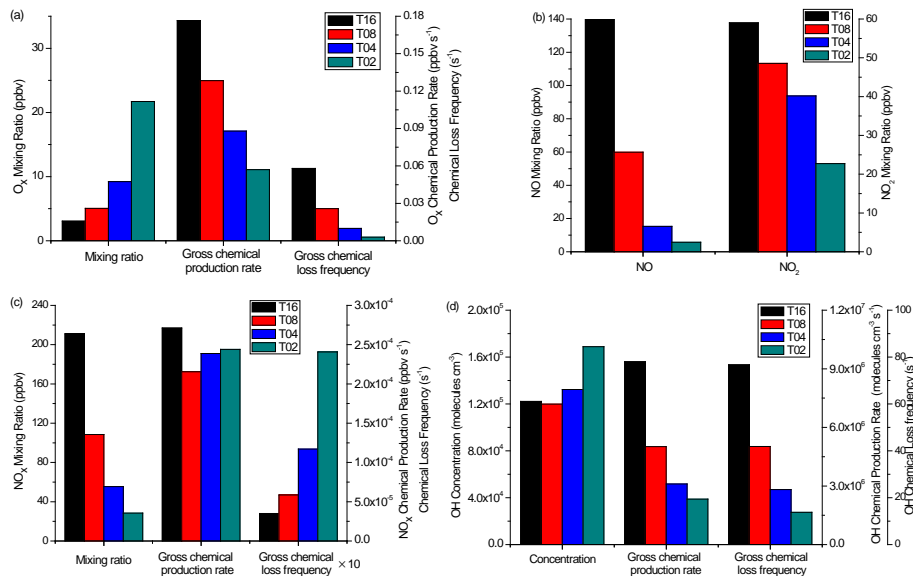 (a)
T16
T08
T04
T02
30
20
10
0
0.18
0.15
0.12
0.09
0.06
0.03
0.00
Oₓ Mixing Ratio (ppbv)
Oₓ Chemical Production Rate (ppbv s⁻¹)
Chemical Loss Frequency (s⁻¹)
Mixing ratio
Gross chemical
production rate
Gross chemical
loss frequency
(b)
T16
T08
T04
T02
140
120
100
80
60
40
20
0
60
50
40
30
20
10
0
NO Mixing Ratio (ppbv)
NO₂ Mixing Ratio (ppbv)
NO
NO₂
(c)
T16
T08
T04
T02
240
200
160
120
80
40
0
3.0x10⁻⁴
2.5x10⁻⁴
2.0x10⁻⁴
1.5x10⁻⁴
1.0x10⁻⁴
5.0x10⁻⁵
0.0
NOₓ Mixing Ratio (ppbv)
NOₓ Chemical Production Rate (ppbv s⁻¹)
Chemical Loss Frequency (s⁻¹)
Mixing ratio
Gross chemical
production rate
Gross chemical
loss frequency × 10
(d)
T16
T08
T04
T02
2.0x10⁵
1.6x10⁵
1.2x10⁵
8.0x10⁴
4.0x10⁴
0.0
1.2x10⁷
9.0x10⁶
6.0x10⁶
3.0x10⁶
0.0
100
80
60
40
20
0
OH Concentration (molecules cm⁻³)
OH Chemical Production Rate (molecules cm⁻³ s⁻¹)
OH Chemical Loss frequency (s⁻¹)
Concentration
Gross chemical
production rate
Gross chemical
loss frequency